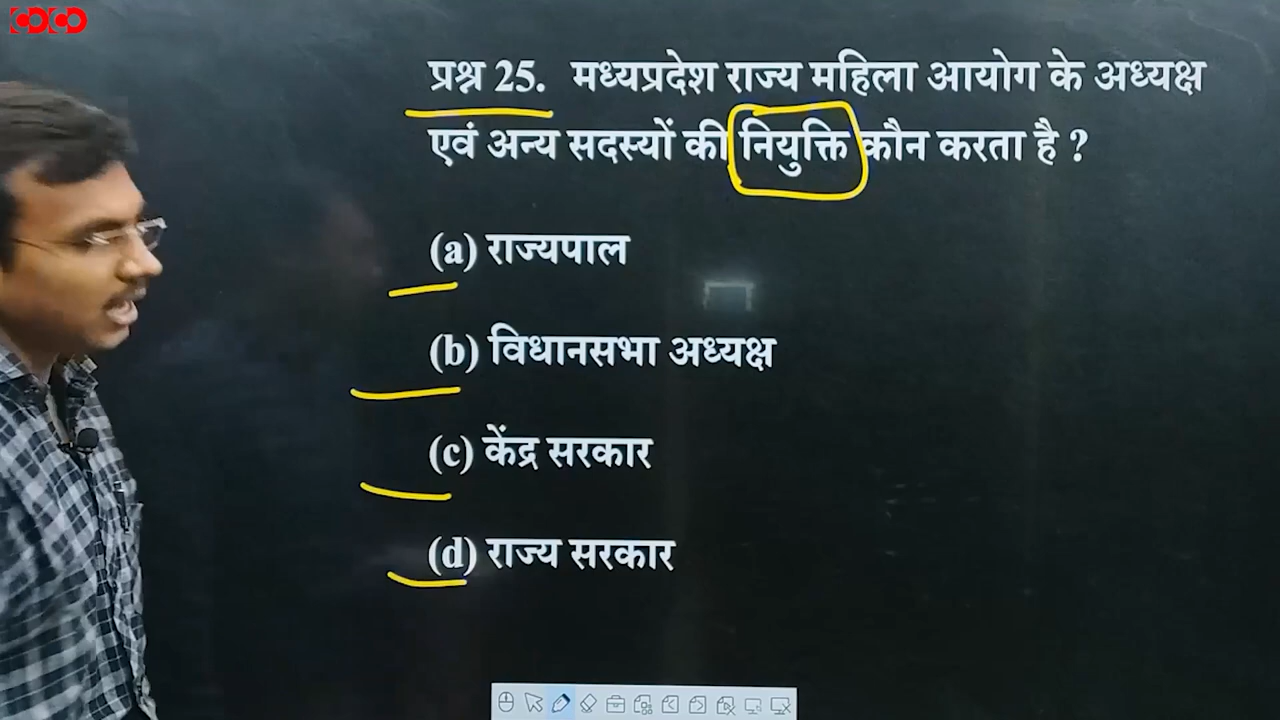 प्रश्न 25. मध्यप्रदेश राज्य महिला आयोग के अध्यक्ष
एवं अन्य सदस्यों की नियुक्ति कौन करता है ?
(a) राज्यपाल
(b) विधानसभा अध्यक्ष
(c) केंद्र सरकार
(d) राज्य सरकार